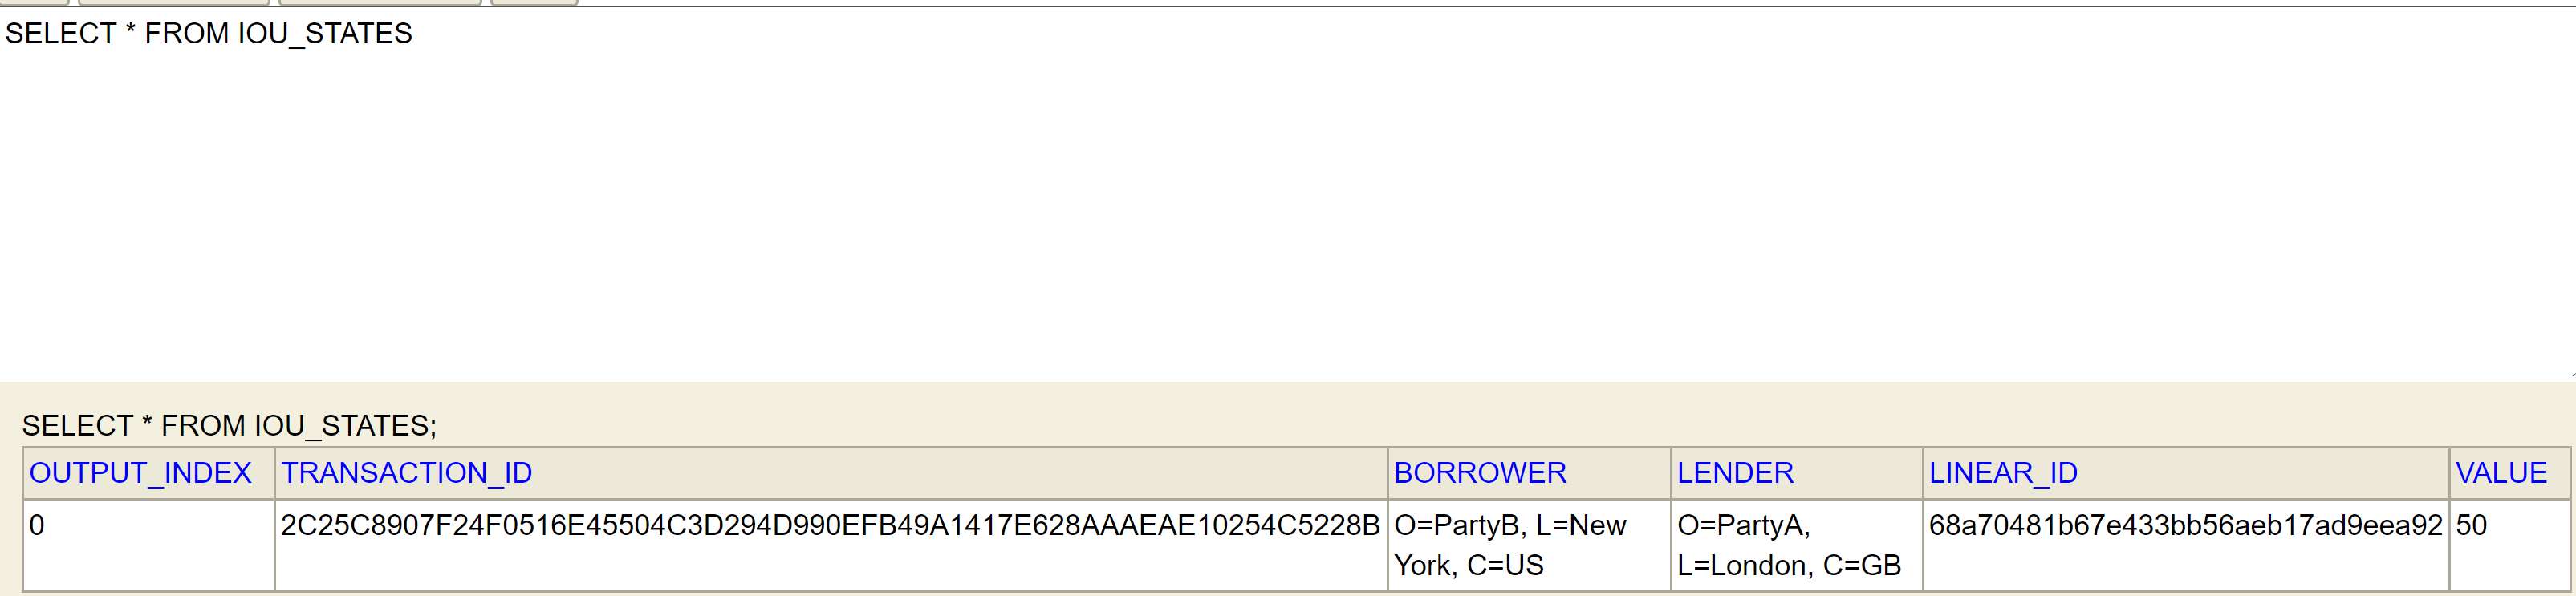 SELECT * FROM IOU_STATES
SELECT * FROM IOU_STATES;
OUTPUT_INDEX TRANSACTION_ID BORROWER LENDER LINEAR_ID VALUE
0 2C25C8907F24F0516E45504C3D294D990EFB49A1417E628AAAEAE10254C5228B O=PartyB, L=New O=PartyA, 68a70481b67e433bb56aeb17ad9eea92 50
York, C=US L=London, C=GB